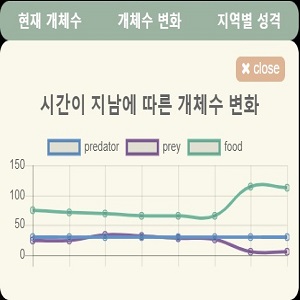 현재 개체수 개체수 변화 지역별 성격
✖ close
시간이 지남에 따른 개체수 변화
predator prey food
150
100
50
0